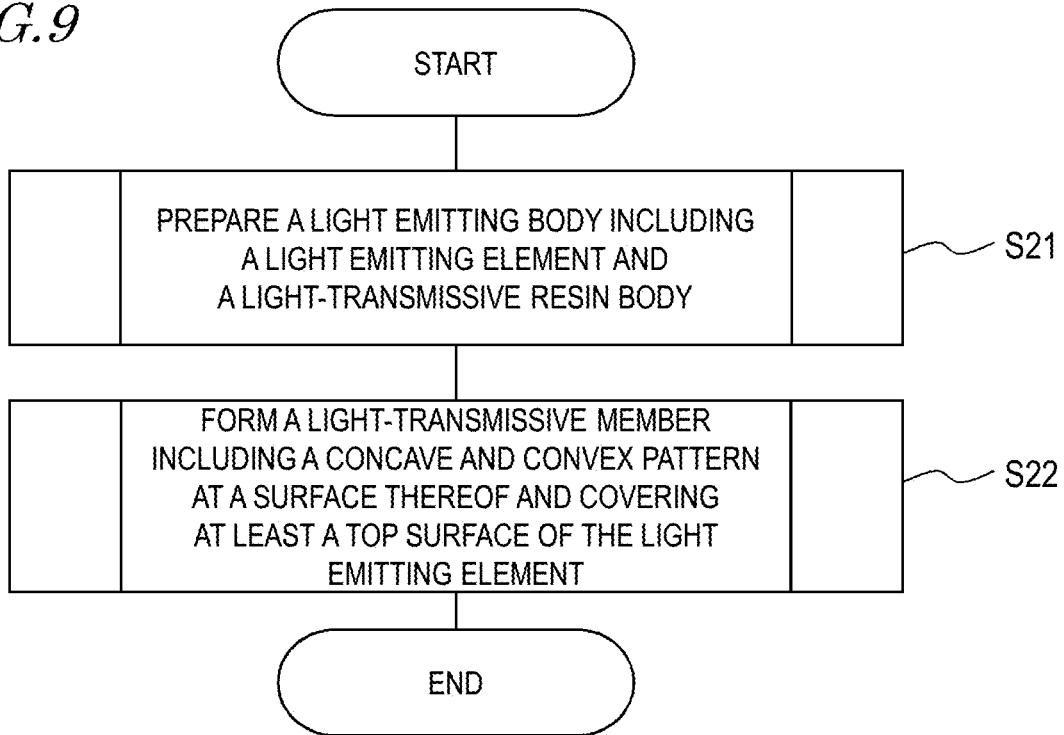 G.9
START
PREPARE A LIGHT EMITTING BODY INCLUDING
A LIGHT EMITTING ELEMENT AND
A LIGHT-TRANSMISSIVE RESIN BODY
S21
FORM A LIGHT-TRANSMISSIVE MEMBER
INCLUDING A CONCAVE AND CONVEX PATTERN
AT A SURFACE THEREOF AND COVERING
AT LEAST A TOP SURFACE OF THE LIGHT
EMITTING ELEMENT
S22
END